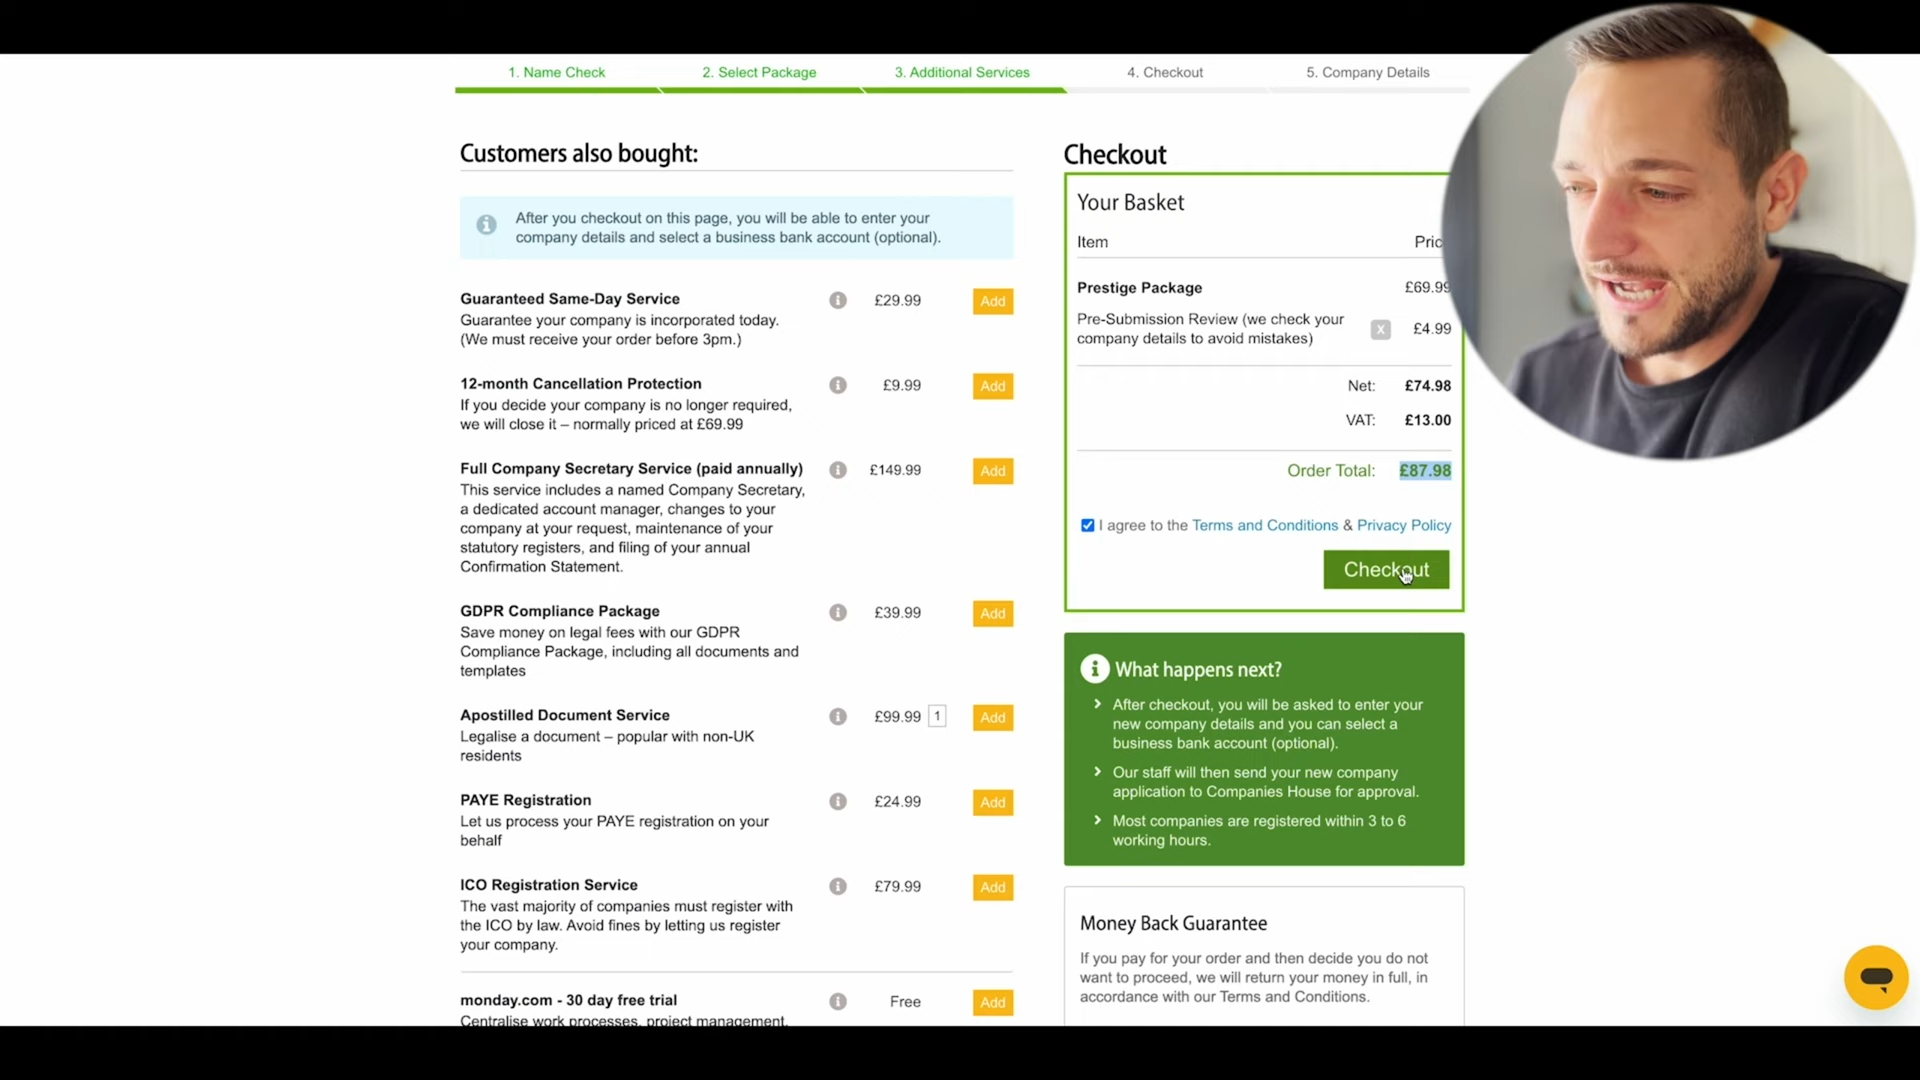 1. Name Check
2. Select Package
3. Additional Services
4. Checkout
5. Company Details
Customers also bought:
After you checkout on this page, you will be able to enter your
company details and select a business bank account (optional).
Guaranteed Same-Day Service £29.99 Add
Guarantee your company is incorporated today.
(We must receive your order before 3pm.)
12-month Cancellation Protection £9.99 Add
If you decide your company is no longer required,
we will close it – normally priced at £69.99
Full Company Secretary Service (paid annually) £149.99 Add
This service includes a named Company Secretary,
a dedicated account manager, changes to your
company at your request, maintenance of your
statutory registers, and filing of your annual
Confirmation Statement.
GDPR Compliance Package £39.99 Add
Save money on legal fees with our GDPR
Compliance Package, including all documents and
templates
Apostilled Document Service £99.99 1 Add
Legalise a document – popular with non-UK
residents
PAYE Registration £24.99 Add
Let us process your PAYE registration on your
behalf
ICO Registration Service £79.99 Add
The vast majority of companies must register with
the ICO by law. Avoid fines by letting us register
your company.
monday.com - 30 day free trial Free Add
Centralise work processes, project management,
Checkout
Your Basket
Item
Prestige Package £69.99
Pre-Submission Review (we check your
company details to avoid mistakes) X £4.99
Net: £74.98
VAT: £13.00
Order Total: £87.98
I agree to the Terms and Conditions & Privacy Policy
Checkout
What happens next?
After checkout, you will be asked to enter your
new company details and you can select a
business bank account (optional).
Our staff will then send your new company
application to Companies House for approval.
Most companies are registered within 3 to 6
working hours.
Money Back Guarantee
If you pay for your order and then decide you do not
want to proceed, we will return your money in full, in
accordance with our Terms and Conditions.